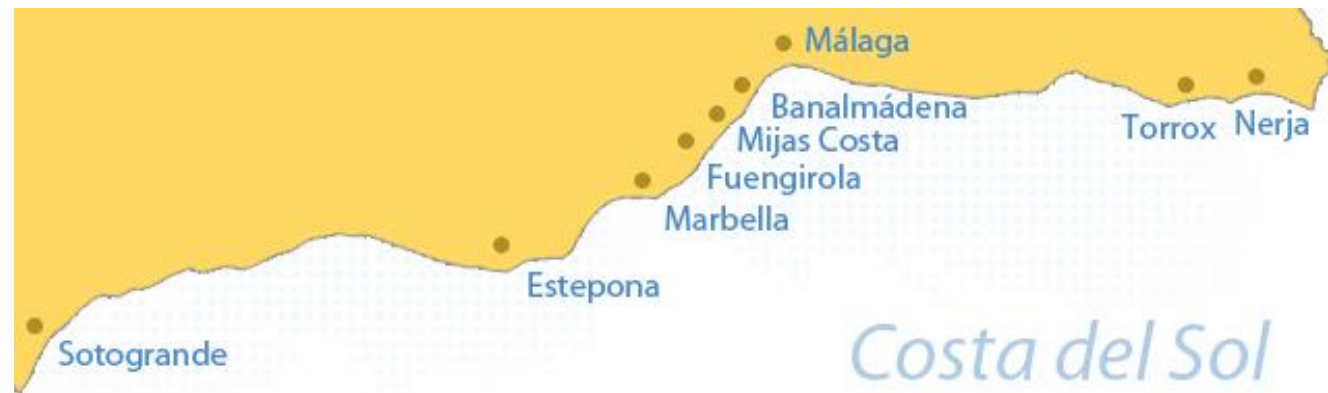 Málaga
Banalmádena
Torrox
Nerja
Mijas Costa
Fuengirola
Marbella
Estepona
Sotogrande
Costa del Sol